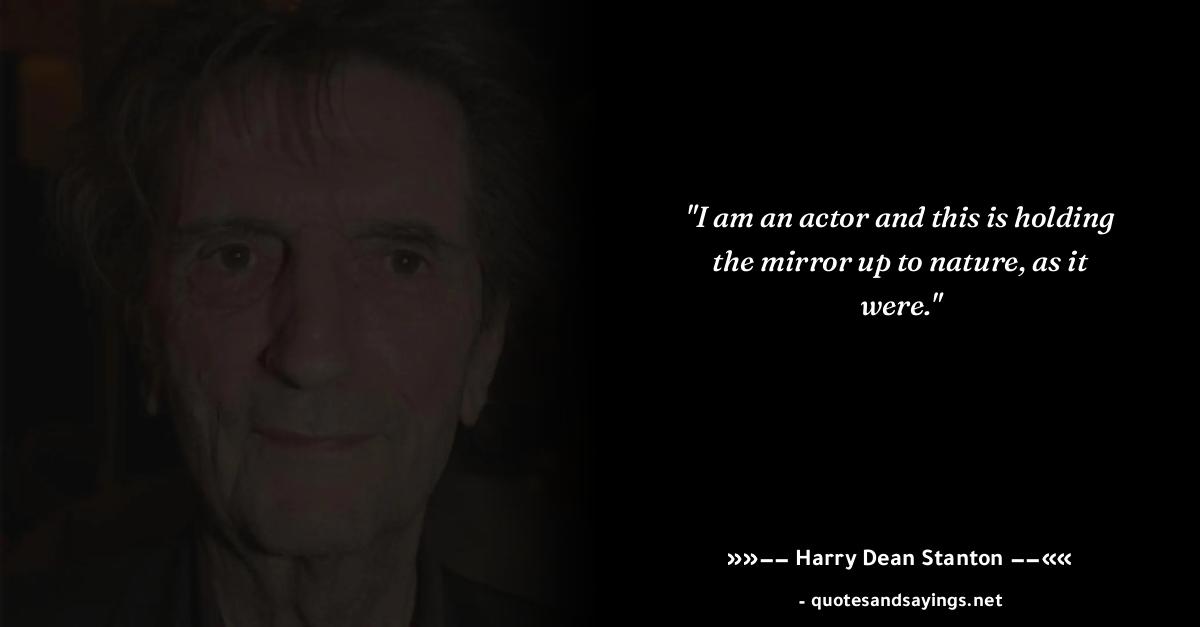 "I am an actor and this is holding
the mirror up to nature, as it
were."
»»–– Harry Dean Stanton ––««
- quotesandsayings.net